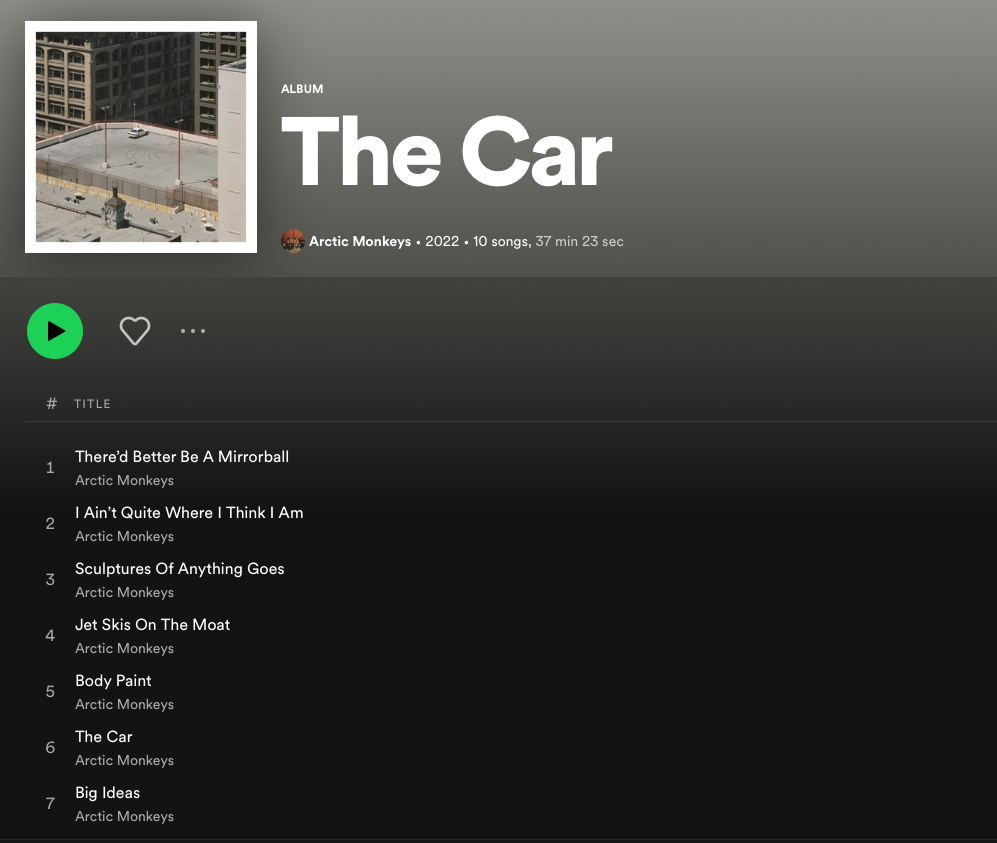 ALBUM
The Car
Arctic Monkeys • 2022 • 10 songs, 37 min 23 sec
# TITLE
1
There’d Better Be A Mirrorball
Arctic Monkeys
2
I Ain’t Quite Where I Think I Am
Arctic Monkeys
3
Sculptures Of Anything Goes
Arctic Monkeys
4
Jet Skis On The Moat
Arctic Monkeys
5
Body Paint
Arctic Monkeys
6
The Car
Arctic Monkeys
7
Big Ideas
Arctic Monkeys